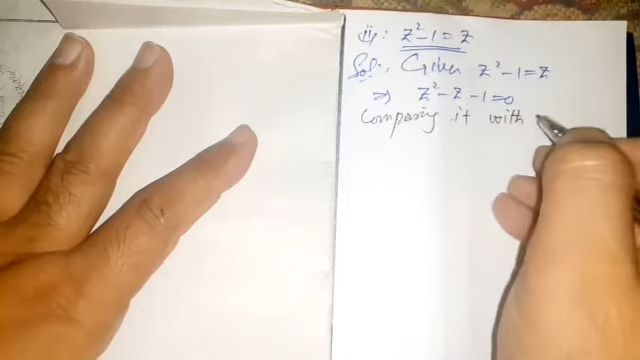 ii): z²-1=z
Sol:. Given z²-1=z
⇒ z²-z-1=0
Comparing it with